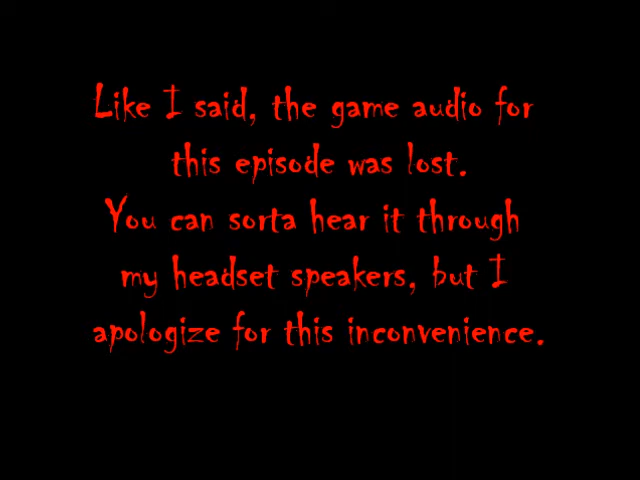 Like I said, the game audio for
this episode was lost.
You can sorta hear it through
my headset speakers, but I
apologize for this inconvenience.